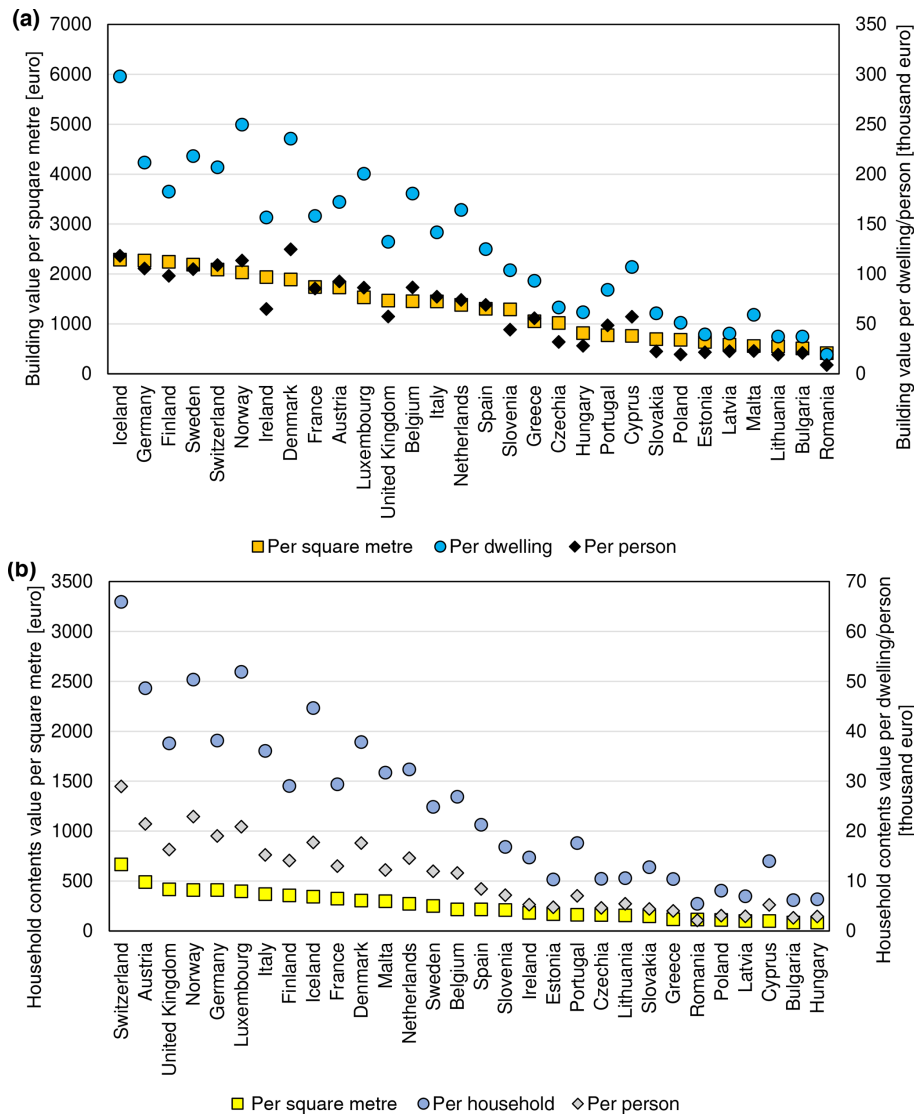 (a)
Building value per spuqare metre [euro]
7000
6000
5000
4000
3000
2000
1000
0
350
300
250
200
150
100
50
0
Building value per dwelling/person [thousand euro]
Iceland
Germany
Finland
Sweden
Switzerland
Norway
Ireland
Denmark
France
Austria
Luxembourg
United Kingdom
Belgium
Italy
Netherlands
Spain
Slovenia
Greece
Czechia
Hungary
Portugal
Cyprus
Slovakia
Poland
Estonia
Latvia
Malta
Lithuania
Bulgaria
Romania
Per square metre Per dwelling Per person
(b)
Household contents value per square metre [euro]
3500
3000
2500
2000
1500
1000
500
0
70
60
50
40
30
20
10
0
Household contents value per dwelling/person
[thousand euro]
Switzerland
Austria
United Kingdom
Norway
Germany
Luxembourg
Italy
Finland
Iceland
France
Denmark
Malta
Netherlands
Sweden
Belgium
Spain
Slovenia
Ireland
Estonia
Portugal
Czechia
Lithuania
Slovakia
Greece
Romania
Poland
Latvia
Cyprus
Bulgaria
Hungary
Per square metre Per household Per person